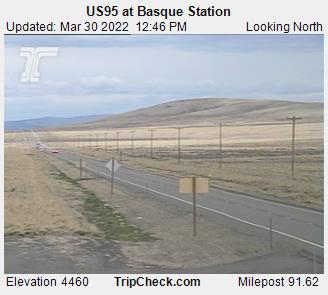 US95 at Basque Station
Updated: Mar 30 2022 12:46 PM Looking North
Elevation 4460 TripCheck.com Milepost 91.62